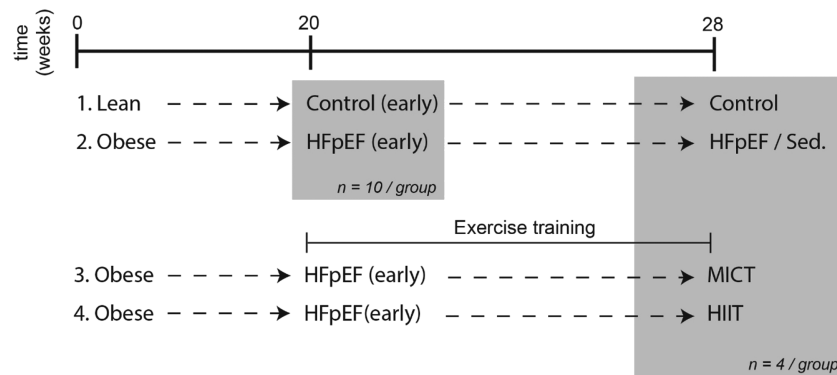 time
(weeks)
0
20
28
1. Lean
Control (early)
Control
2. Obese
HFpEF (early)
HFpEF / Sed.
n = 10 / group
Exercise training
3. Obese
HFpEF (early)
MICT
4. Obese
HFpEF(early)
HIIT
n = 4 / group